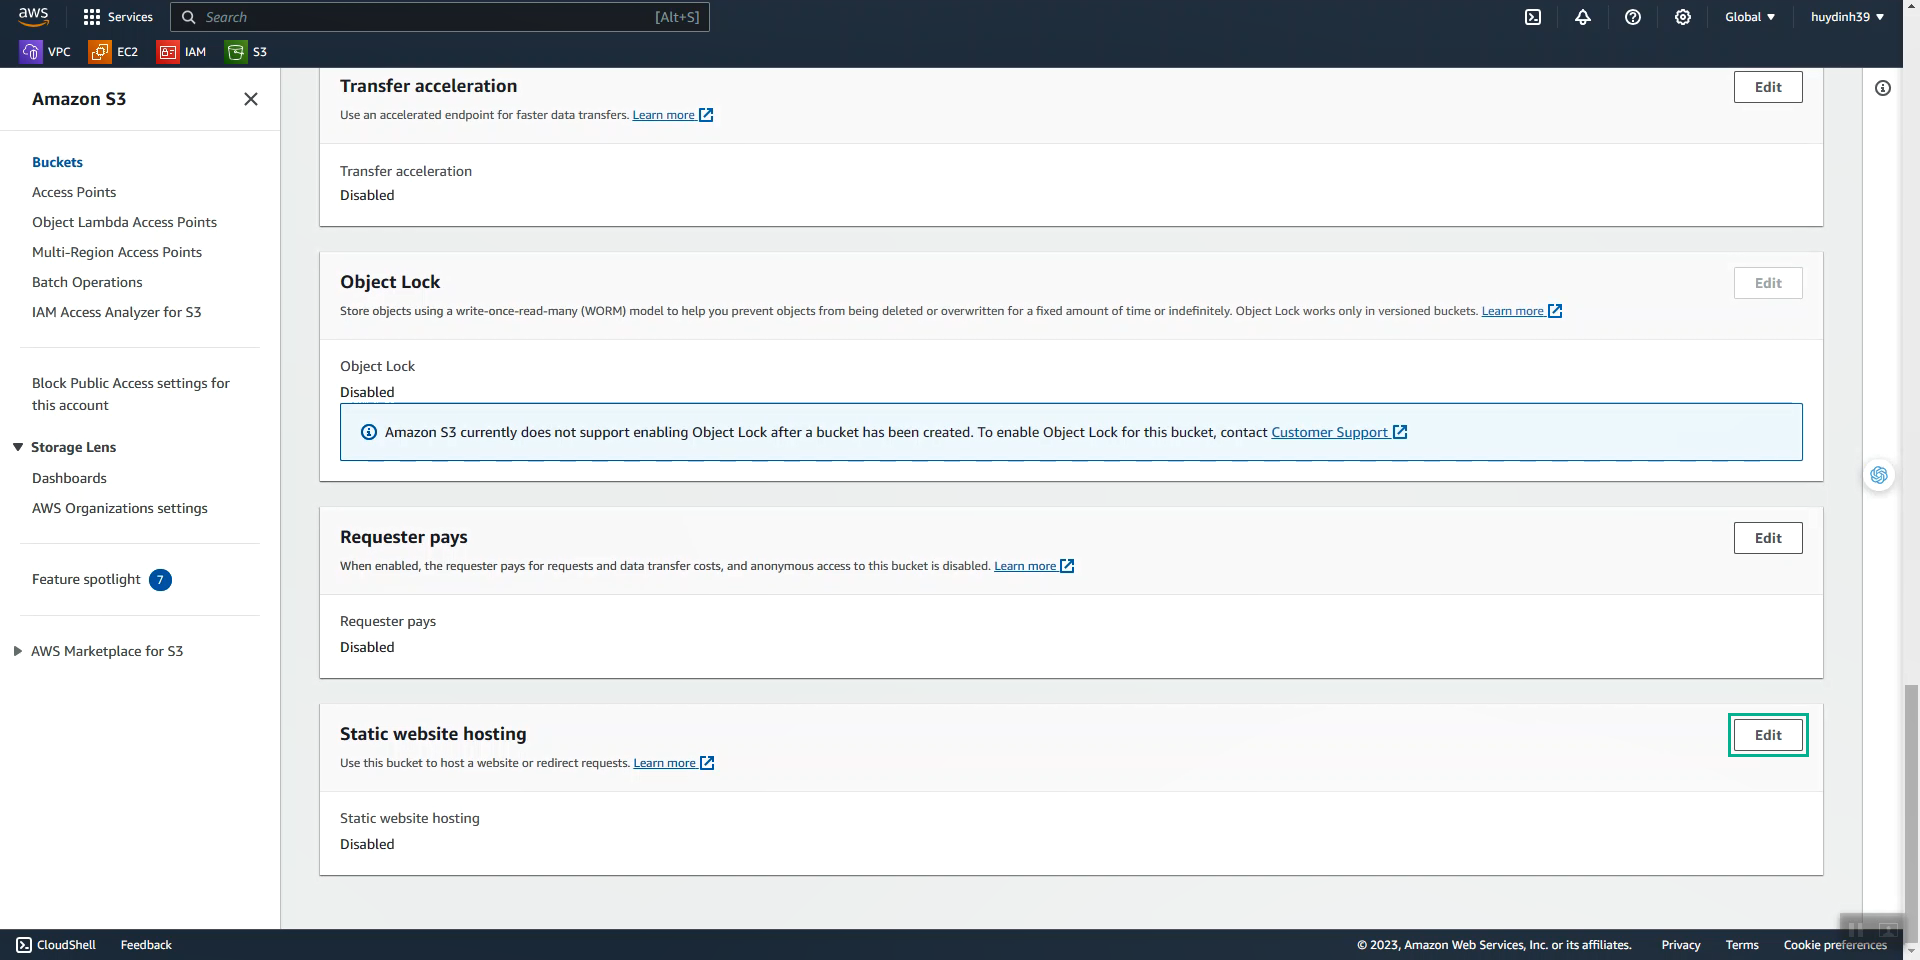 aws
Services
Search
[Alt+S]
Global
huydinh39
VPC
EC2
IAM
S3
Amazon S3
Buckets
Access Points
Object Lambda Access Points
Multi-Region Access Points
Batch Operations
IAM Access Analyzer for S3
Block Public Access settings for
this account
Storage Lens
Dashboards
AWS Organizations settings
Feature spotlight 7
AWS Marketplace for S3
Transfer acceleration
Edit
Use an accelerated endpoint for faster data transfers. Learn more
Transfer acceleration
Disabled
Object Lock
Edit
Store objects using a write-once-read-many (WORM) model to help you prevent objects from being deleted or overwritten for a fixed amount of time or indefinitely. Object Lock works only in versioned buckets. Learn more
Object Lock
Disabled
Amazon S3 currently does not support enabling Object Lock after a bucket has been created. To enable Object Lock for this bucket, contact Customer Support
Requester pays
Edit
When enabled, the requester pays for requests and data transfer costs, and anonymous access to this bucket is disabled. Learn more
Requester pays
Disabled
Static website hosting
Edit
Use this bucket to host a website or redirect requests. Learn more
Static website hosting
Disabled
CloudShell
Feedback
© 2023, Amazon Web Services, Inc. or its affiliates.
Privacy
Terms
Cookie preferences